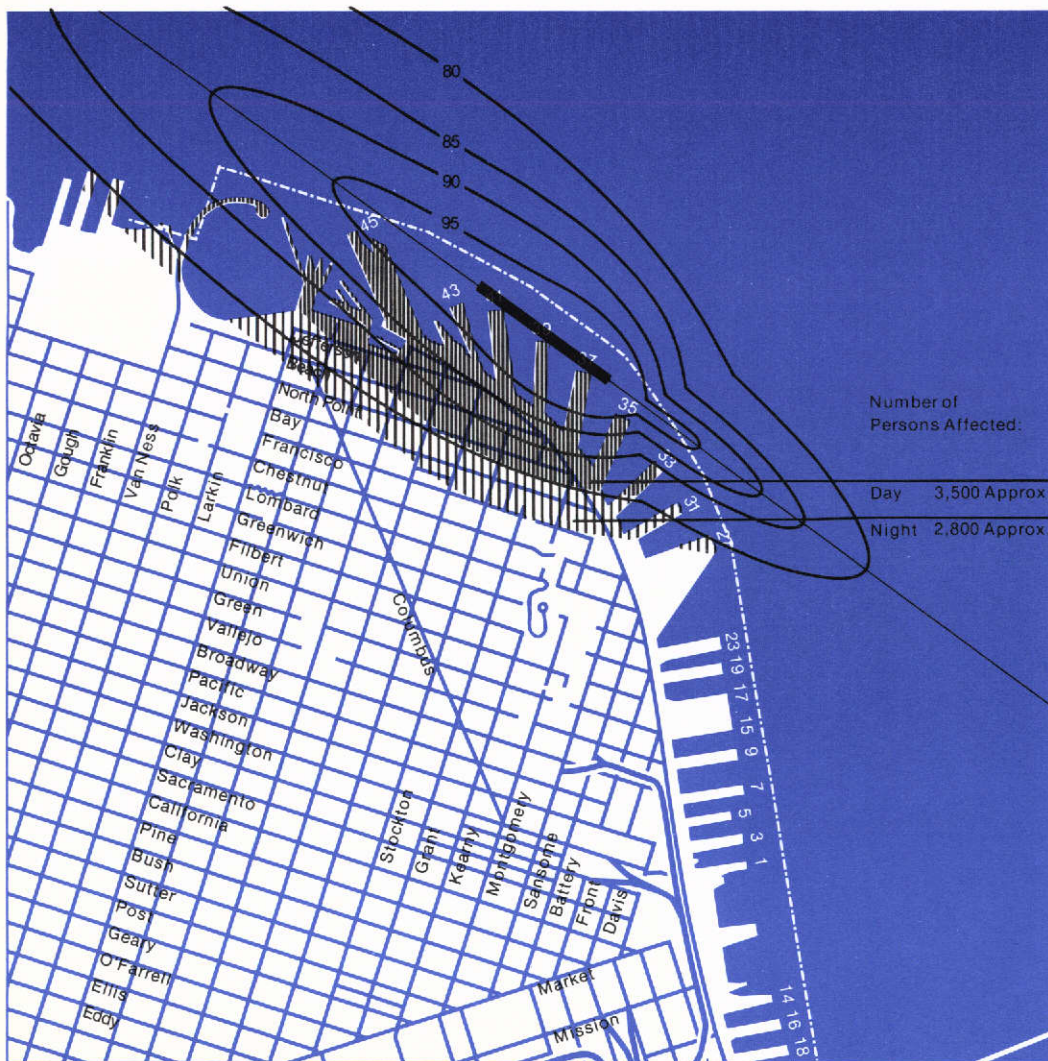 80
85
90
95
45
43
35
33
31
Jefferson
Beach
North Point
Bay
Francisco
Chestnut
Lombard
Greenwich
Filbert
Union
Green
Vallejo
Broadway
Pacific
Jackson
Washington
Clay
Sacramento
California
Pine
Bush
Sutter
Post
Geary
O'Farrell
Ellis
Eddy
Octavia
Gough
Franklin
Van Ness
Polk
Larkin
Columbus
Stockton
Grant
Kearny
Montgomery
Sansome
Battery
Front
Davis
Market
Mission
Number of
Persons Affected:
Day 3,500 Approx
Night 2,800 Approx
23
19
17
15
9
7
5
3
1
14
16
18